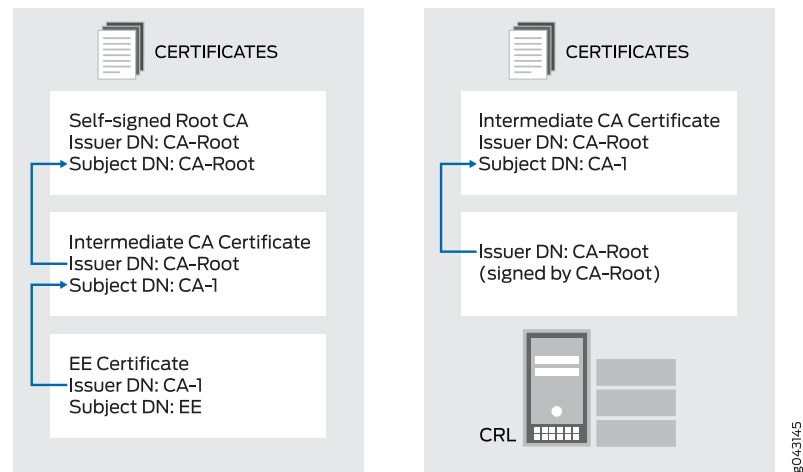 CERTIFICATES
Self-signed Root CA
Issuer DN: CA-Root
Subject DN: CA-Root
Intermediate CA Certificate
Issuer DN: CA-Root
Subject DN: CA-1
EE Certificate
Issuer DN: CA-1
Subject DN: EE
CERTIFICATES
Intermediate CA Certificate
Issuer DN: CA-Root
Subject DN: CA-1
Issuer DN: CA-Root
(signed by CA-Root)
CRL
g043145